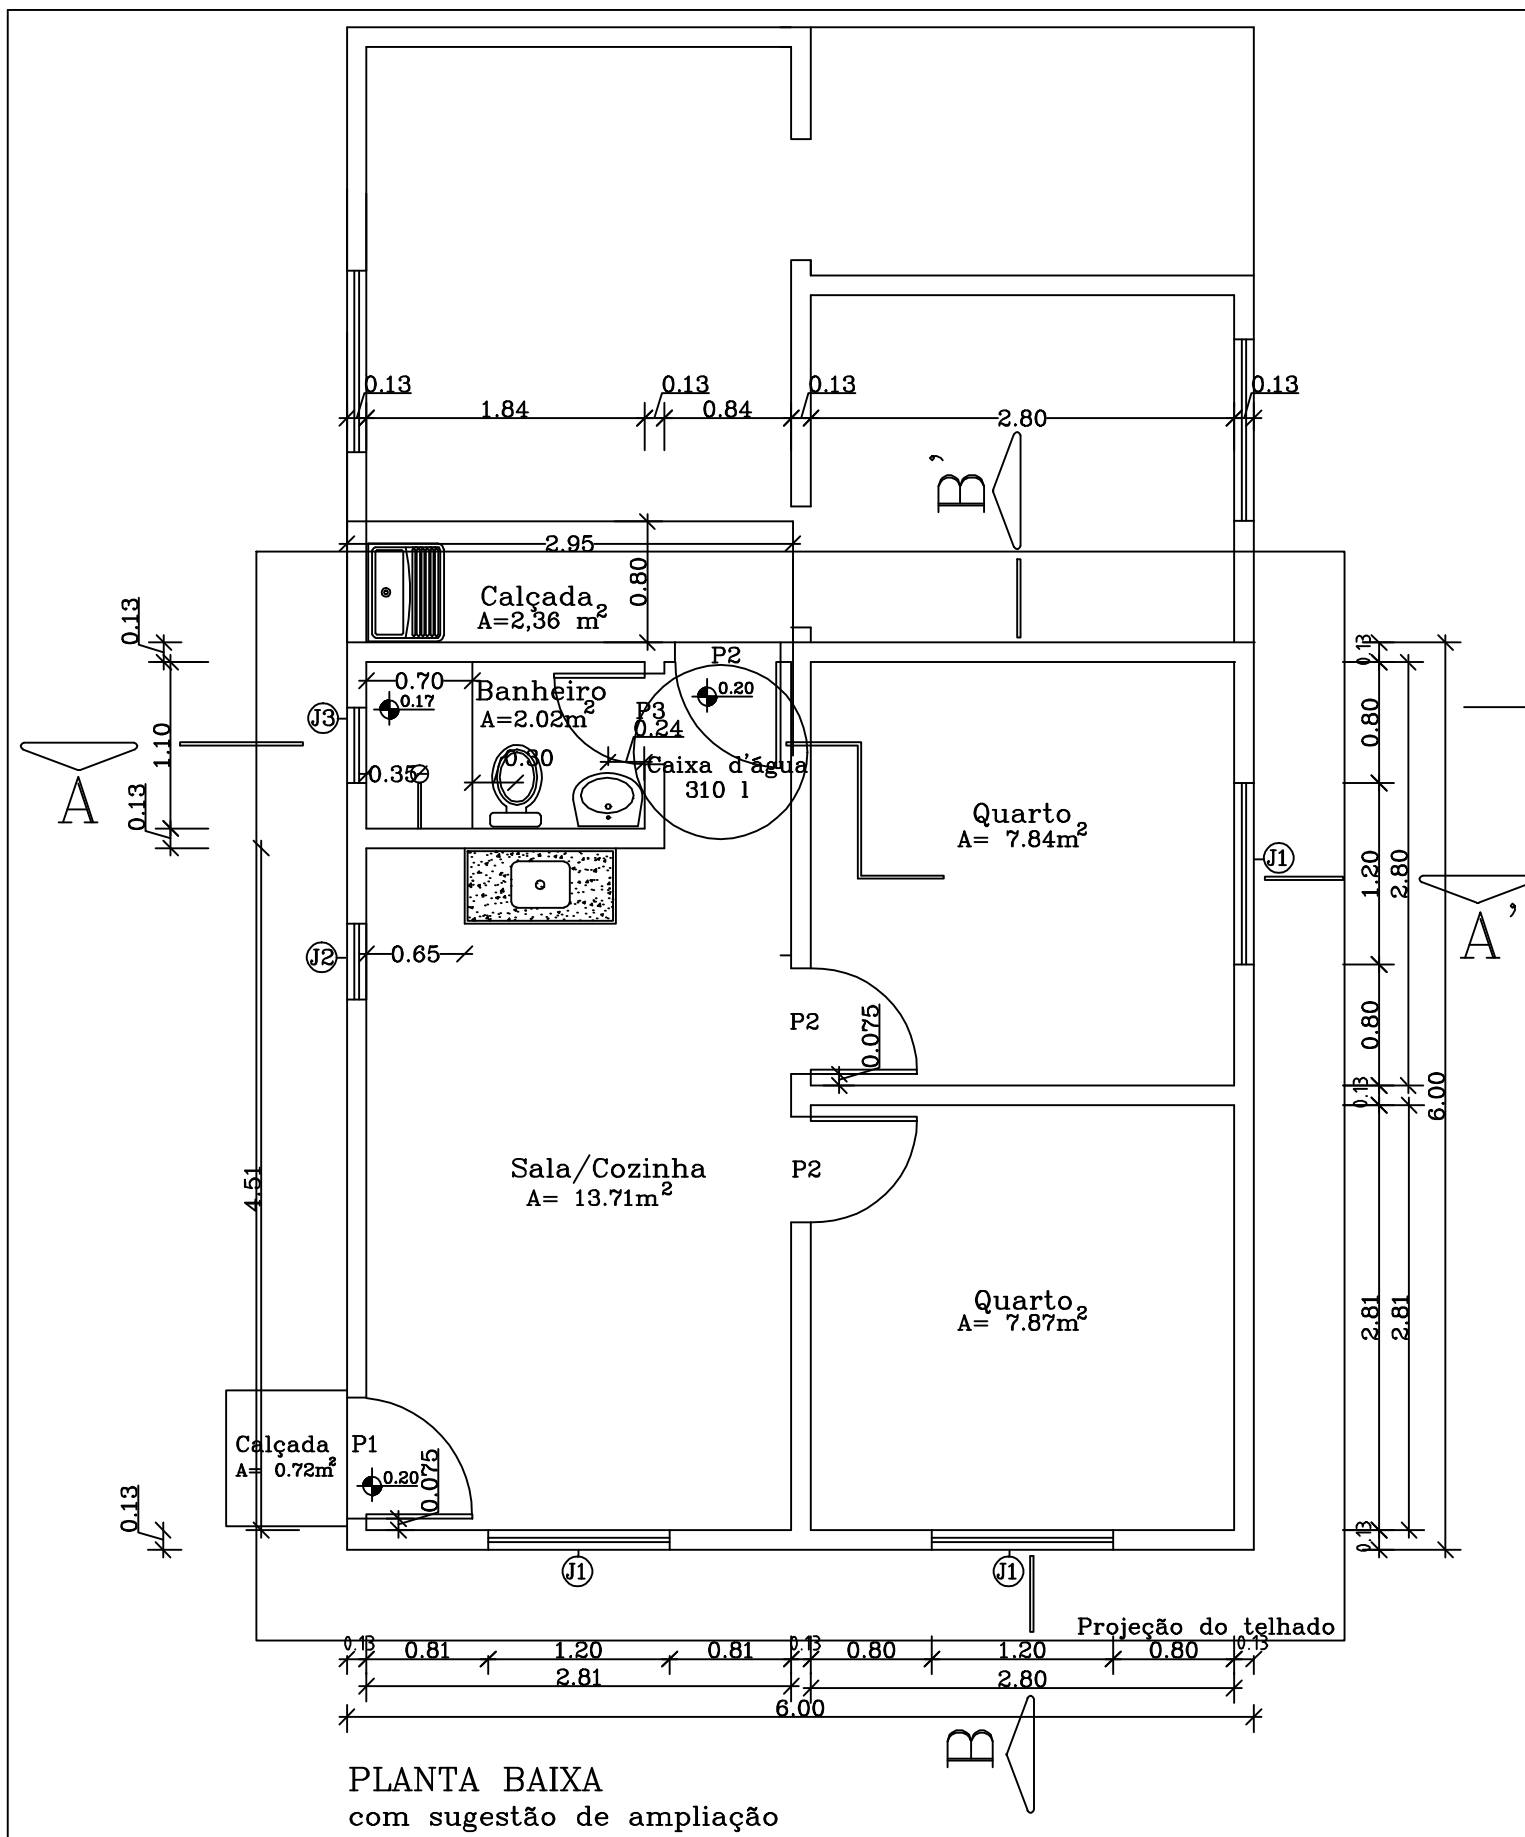 0.13
0.13
0.13
0.13
1.84
0.84
2.80
B'
2.95
0.80
Calçada
A=2,36 m²
0.13
0.13
P2
0.70
0.17
Banheiro
A=2.02m²
0.20
P3
0.24
J3
1.10
0.80
A
0.35
0.30
Caixa d'água
310 l
0.13
Quarto
A= 7.84m²
J1
1.20
2.80
A'
J2
0.65
P2
0.075
0.80
0.13
6.00
Sala/Cozinha
A= 13.71m²
P2
4.51
Quarto
A= 7.87m²
2.81
2.81
Calçada
A= 0.72m²
P1
0.20
0.075
0.13
0.13
0.13
J1
J1
Projeção do telhado
0.13
0.81
1.20
0.81
0.13
0.80
1.20
0.80
0.13
2.81
2.80
6.00
B
PLANTA BAIXA
com sugestão de ampliação